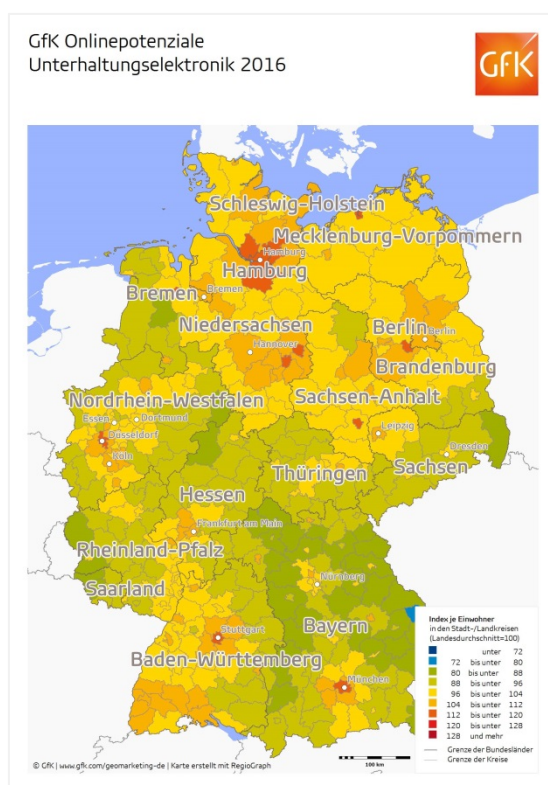 GfK Onlinepotenziale
Unterhaltungselektronik 2016
GfK
Schleswig-Holstein
Mecklenburg-Vorpommern
Hamburg
Hamburg
Bremen
Bremen
Niedersachsen
Hannover
Berlin
Berlin
Brandenburg
Sachsen-Anhalt
Nordrhein-Westfalen
Essen
Dortmund
Düsseldorf
Köln
Leipzig
Dresden
Sachsen
Thüringen
Hessen
Frankfurt am Main
Rheinland-Pfalz
Saarland
Nürnberg
Bayern
Stuttgart
Baden-Württemberg
München
Index je Einwohner
in den Stadt-/Landkreisen
(Landesdurchschnitt=100)
unter 72
72 bis unter 80
80 bis unter 88
88 bis unter 96
96 bis unter 104
104 bis unter 112
112 bis unter 120
120 bis unter 128
128 und mehr
Grenze der Bundesländer
Grenze der Kreise
100 km
© GfK | www.gfk.com/geomarketing-de | Karte erstellt mit RegioGraph